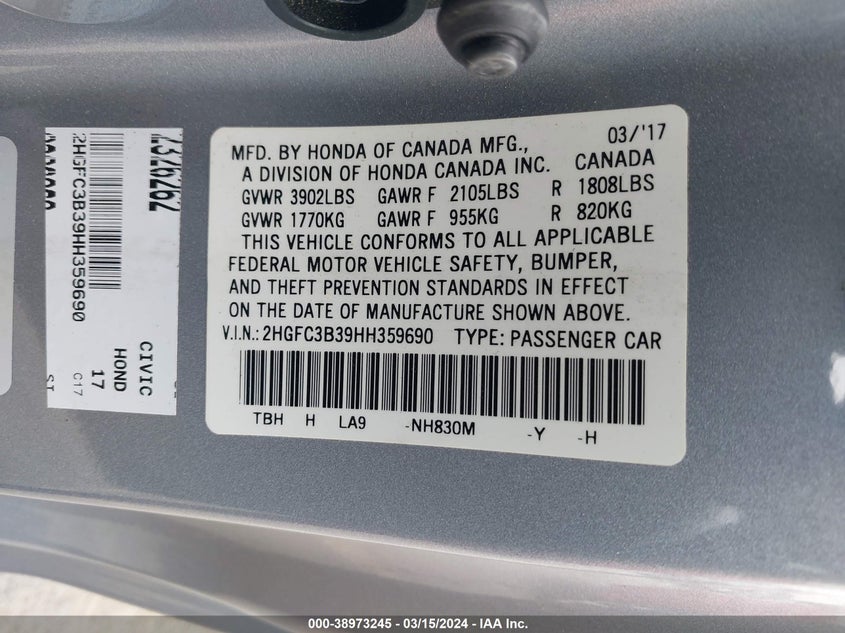 MFD. BY HONDA OF CANADA MFG., 03/'17
A DIVISION OF HONDA CANADA INC. CANADA
GVWR 3902LBS GAWR F 2105LBS R 1808LBS
GVWR 1770KG GAWR F 955KG R 820KG
THIS VEHICLE CONFORMS TO ALL APPLICABLE
FEDERAL MOTOR VEHICLE SAFETY, BUMPER,
AND THEFT PREVENTION STANDARDS IN EFFECT
ON THE DATE OF MANUFACTURE SHOWN ABOVE.
V.I.N.: 2HGFC3B39HH359690 TYPE: PASSENGER CAR
TBH H LA9 -NH830M -Y -H
2HGFC3B39HH359690
CIVIC
HOND
17
C17
000-38973245 - 03/15/2024 - IAA Inc.